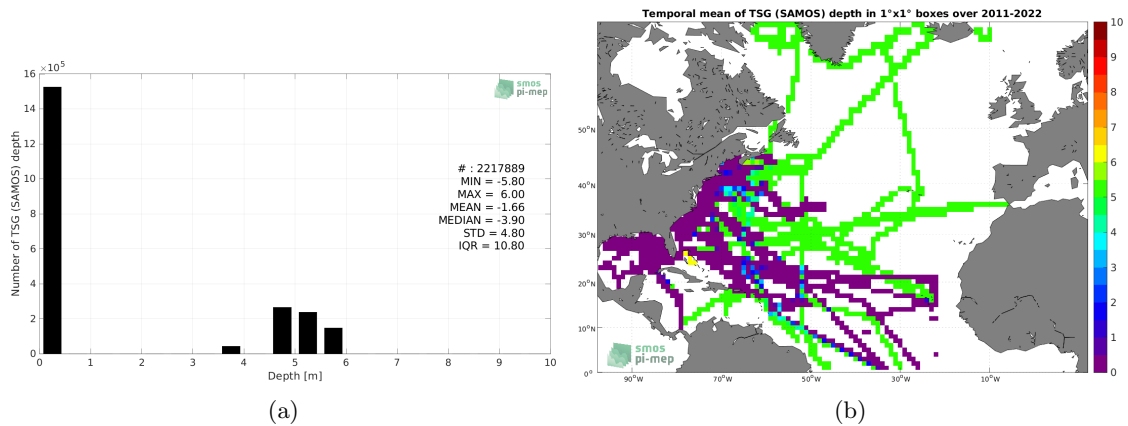 Temporal mean of TSG (SAMOS) depth in 1°x1° boxes over 2011-2022
×10⁵
16
14
12
10
8
6
4
2
0
Number of TSG (SAMOS) depth
smos
pi-mep
# : 2217889
MIN = -5.80
MAX = 6.00
MEAN = -1.66
MEDIAN = -3.90
STD = 4.80
IQR = 10.80
0 1 2 3 4 5 6 7 8 9 10
Depth [m]
(a)
50°N
40°N
30°N
20°N
10°N
0°
90°W 70°W 50°W 30°W 10°W
smos
pi-mep
10
9
8
7
6
5
4
3
2
1
0
(b)